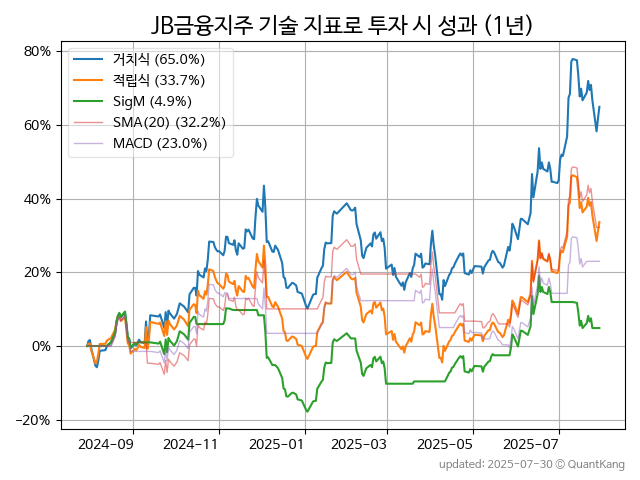 JB금융지주 기술 지표로 투자 시 성과 (1년)
거치식 (65.0%)
적립식 (33.7%)
SigM (4.9%)
SMA(20) (32.2%)
MACD (23.0%)
80%
60%
40%
20%
0%
−20%
2024-09
2024-11
2025-01
2025-03
2025-05
2025-07
updated: 2025-07-30 © QuantKang